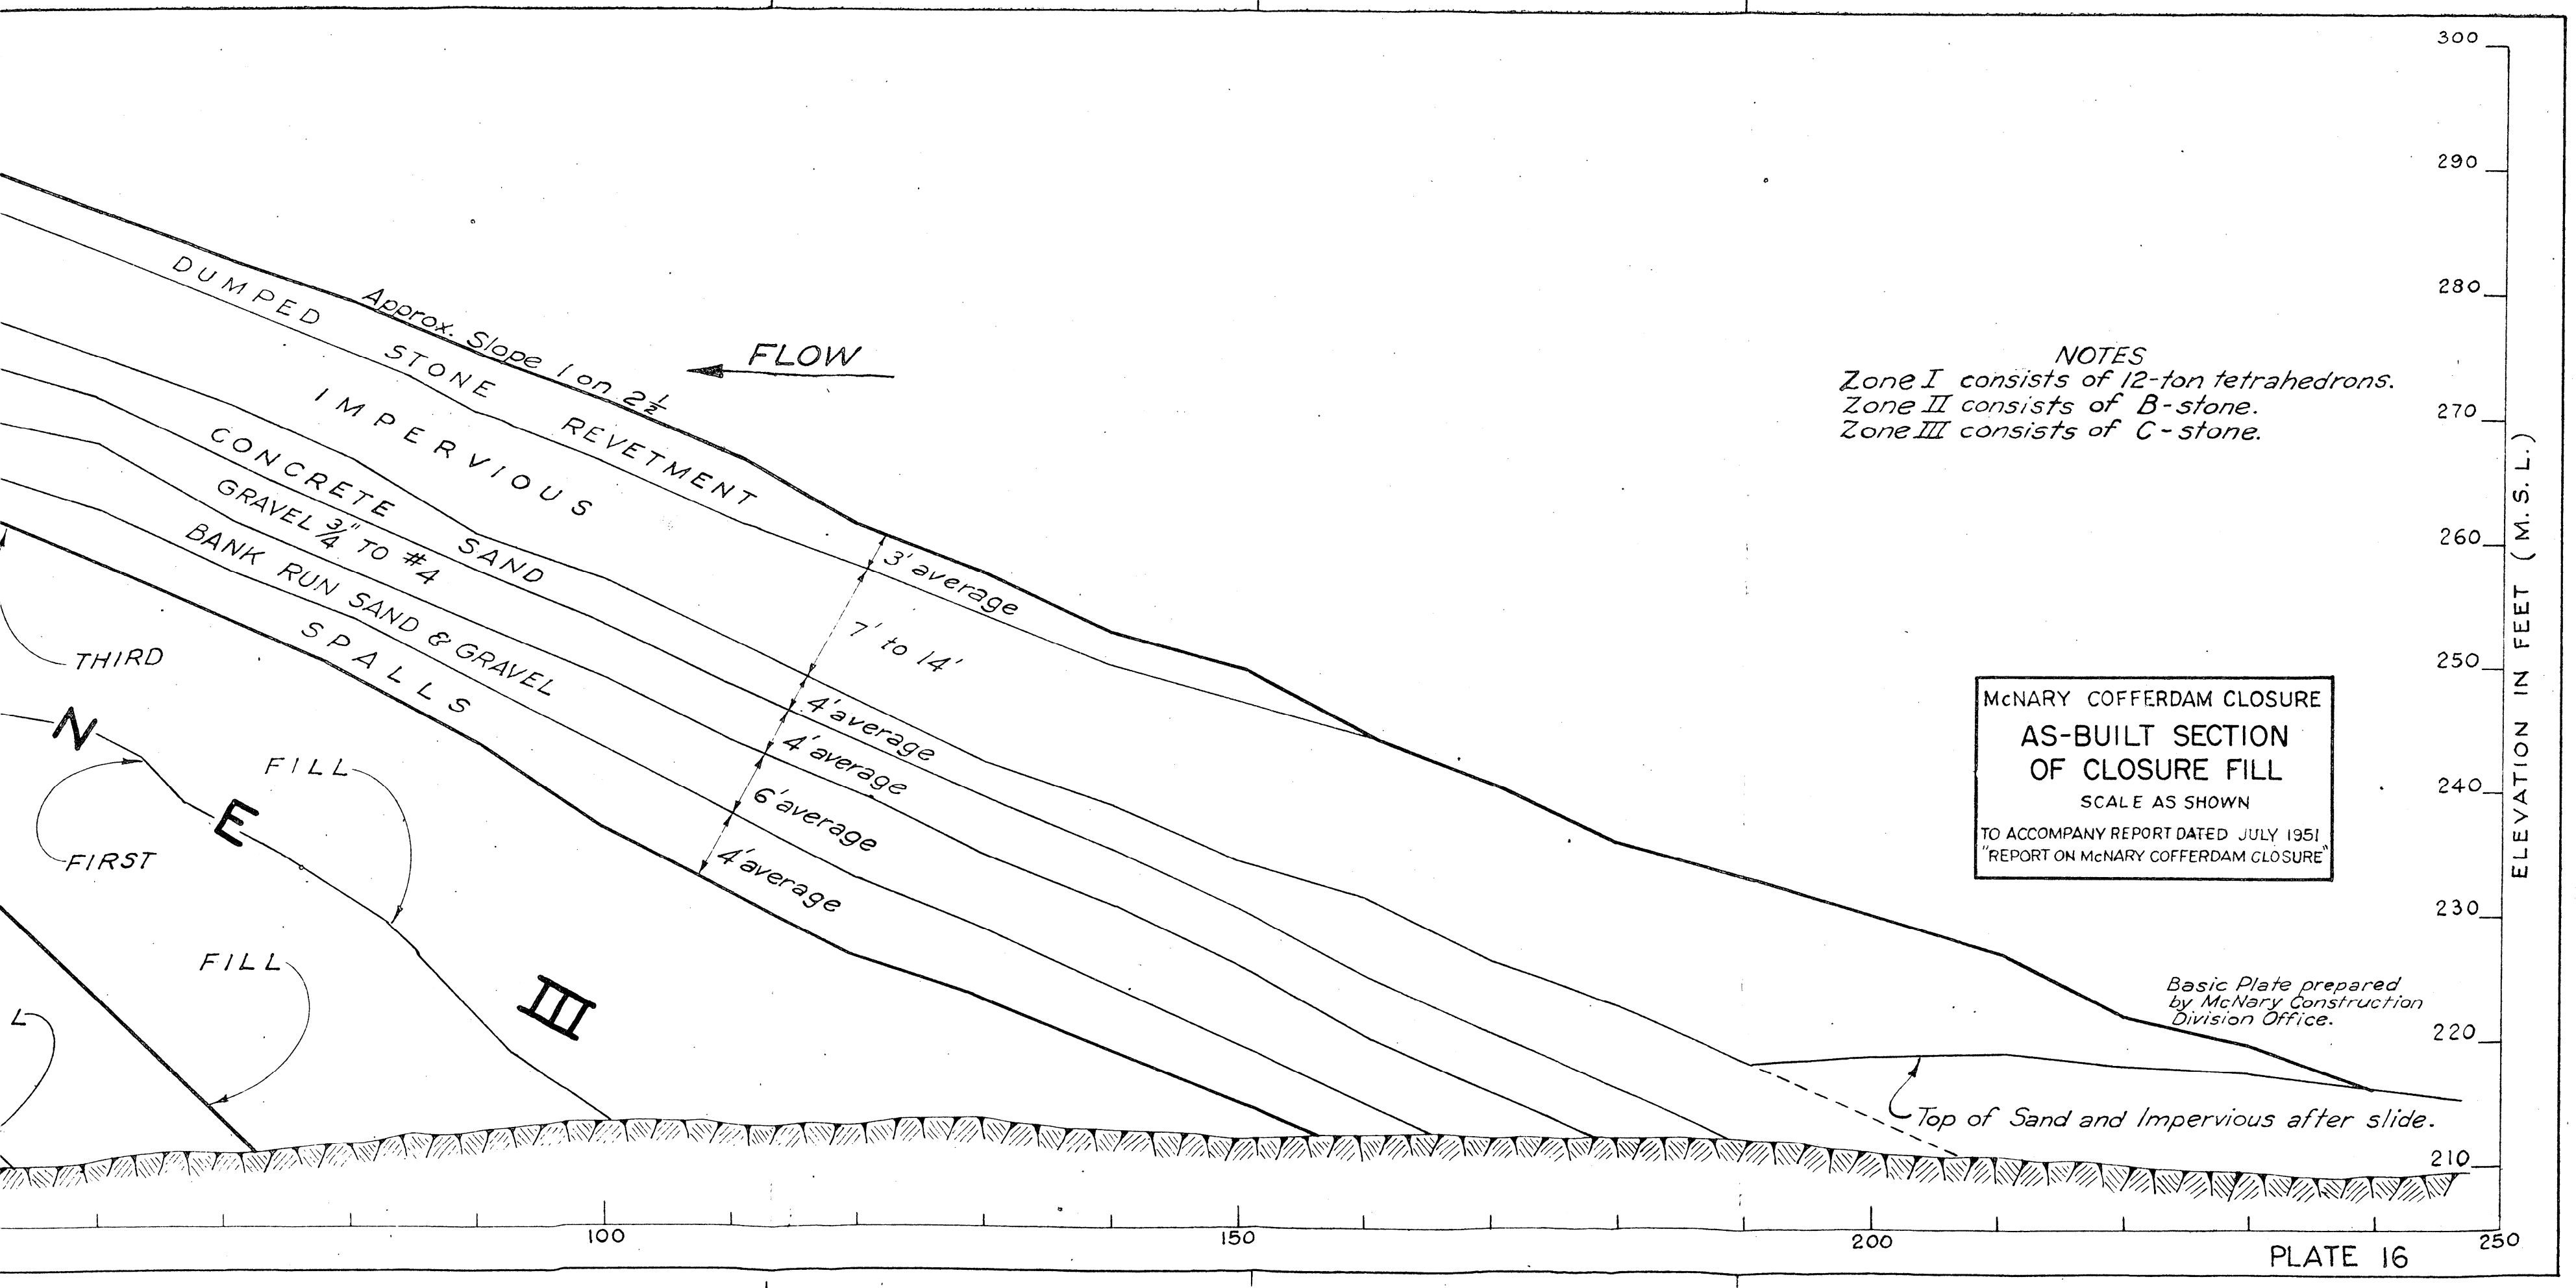 300
290
280
270
260
250
240
230
220
210
ELEVATION IN FEET (M.S.L.)
DUMPED STONE REVETMENT
Approx. Slope 1 on 2½
FLOW
IMPERVIOUS
CONCRETE SAND
GRAVEL ¾" TO #4
BANK RUN SAND & GRAVEL
SPALLS
3' average
7' to 14'
4' average
4' average
6' average
4' average
THIRD
N
E
FILL
FIRST
FILL
L
III
NOTES
Zone I consists of 12-ton tetrahedrons.
Zone II consists of B-stone.
Zone III consists of C-stone.
McNARY COFFERDAM CLOSURE
AS-BUILT SECTION
OF CLOSURE FILL
SCALE AS SHOWN
TO ACCOMPANY REPORT DATED JULY 1951
"REPORT ON McNARY COFFERDAM CLOSURE"
Basic Plate prepared
by McNary Construction
Division Office.
Top of Sand and Impervious after slide.
100
150
200
250
PLATE 16